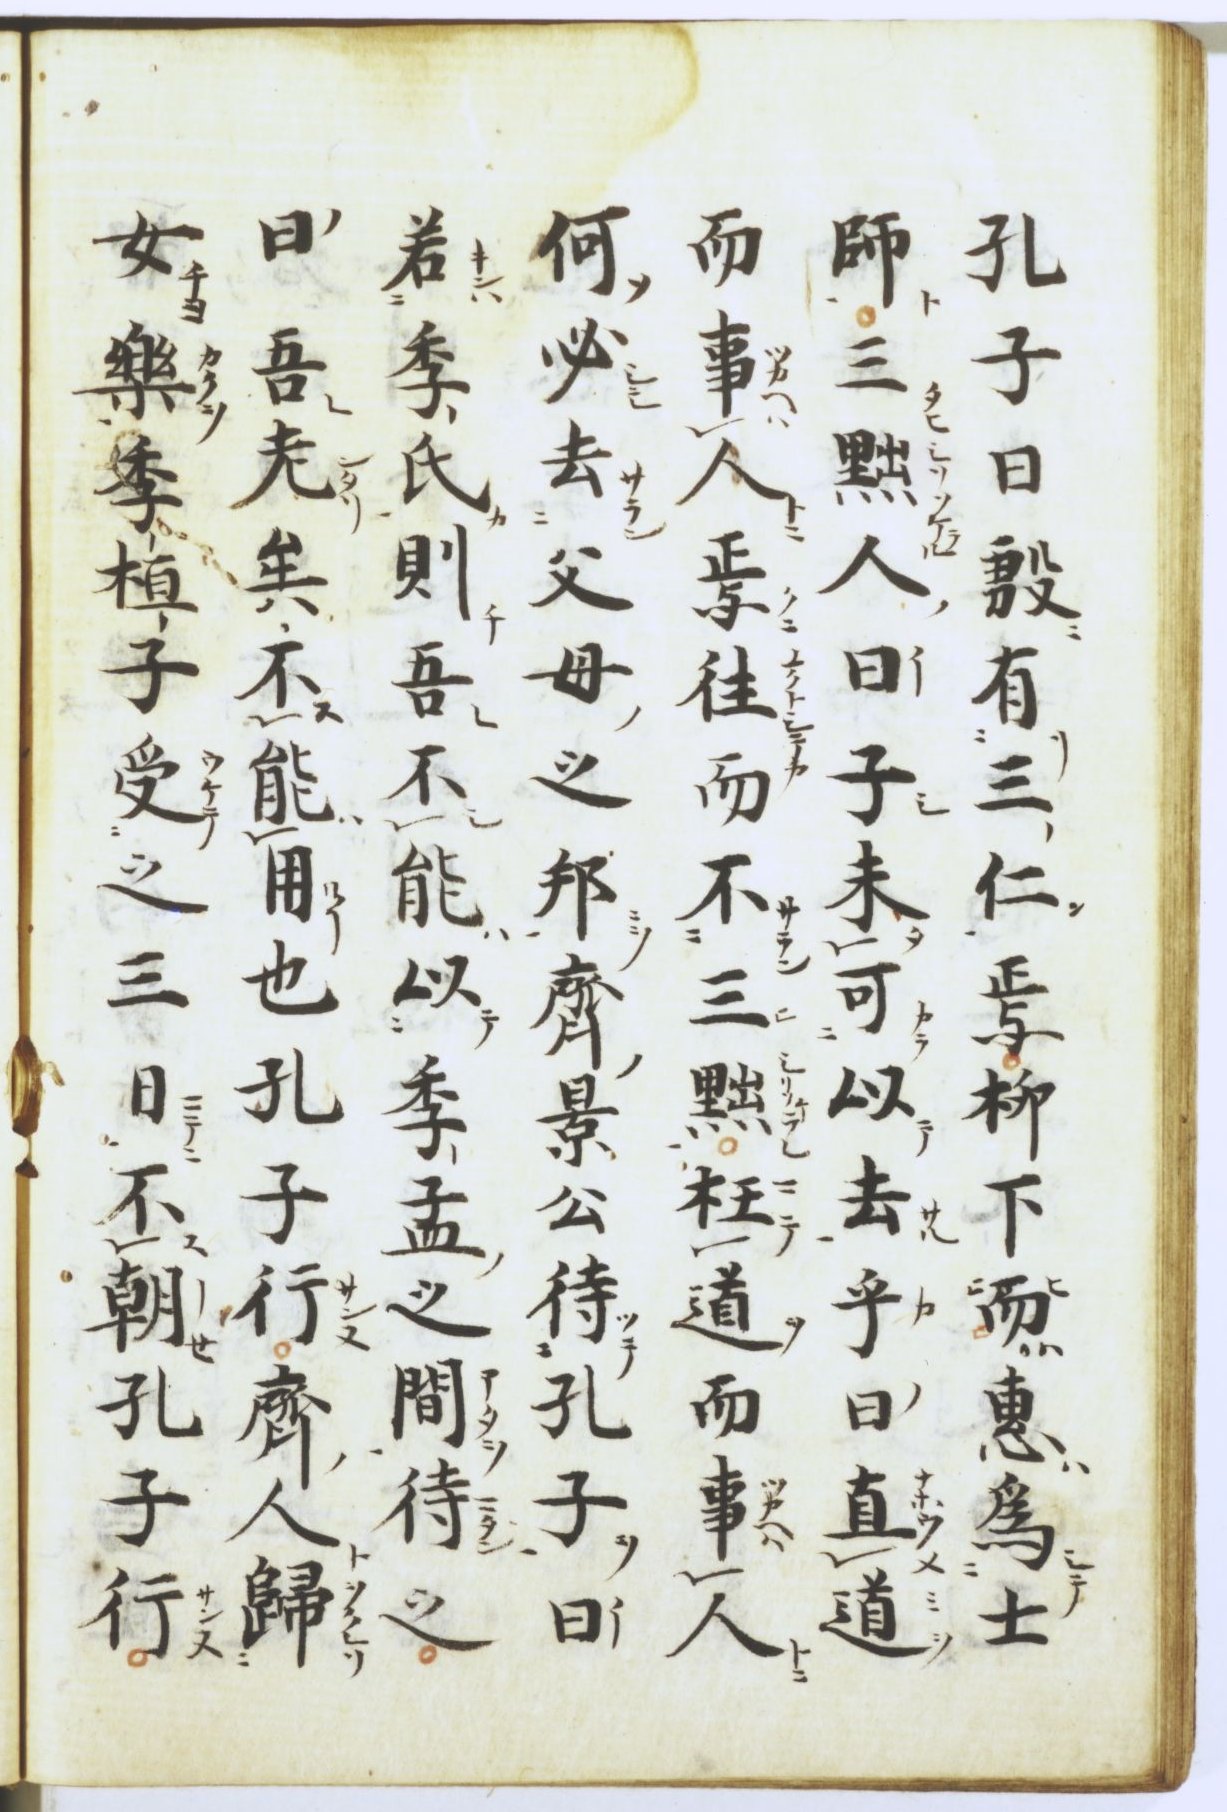 孔子曰殷有三仁焉柳下而惠爲士
師三黜人曰子未可以去乎曰直道
而事人焉往而不三黜枉道而事人
何必去父母之邦齊景公待孔子曰
若季氏則吾不能以季孟之間待之
曰吾老矣不能用也孔子行齊人歸
女樂季桓子受之三日不朝孔子行